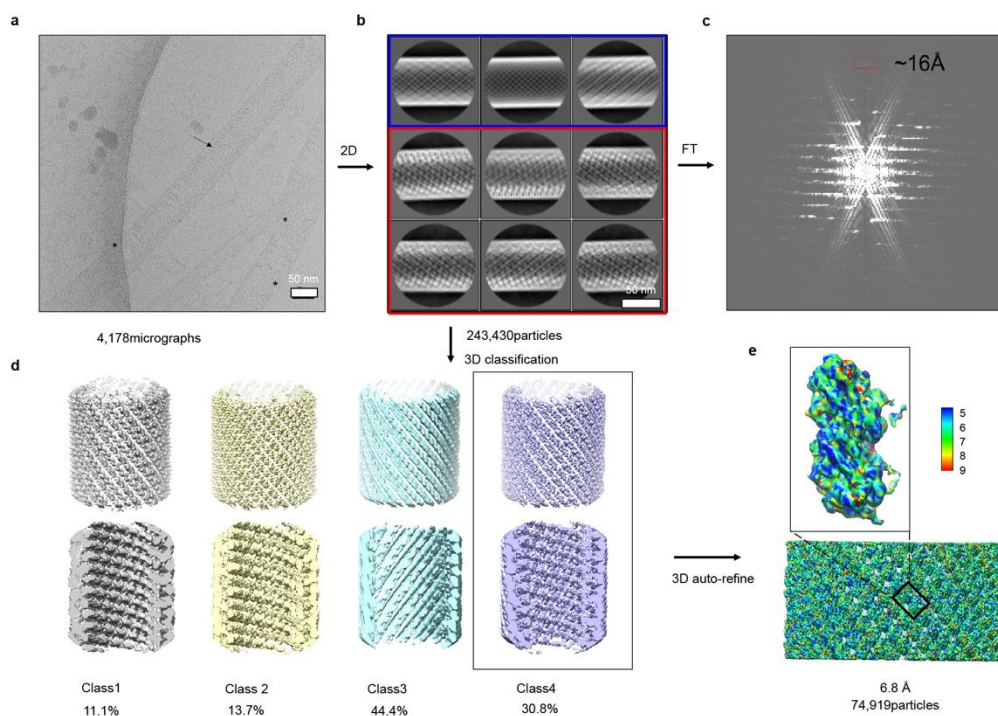 a
b
c
50 nm
4,178micrographs
2D
50 nm
FT
~16Å
243,430particles
3D classification
d
Class1
11.1%
Class 2
13.7%
Class3
44.4%
Class4
30.8%
3D auto-refine
e
5
6
7
8
9
6.8 Å
74,919particles